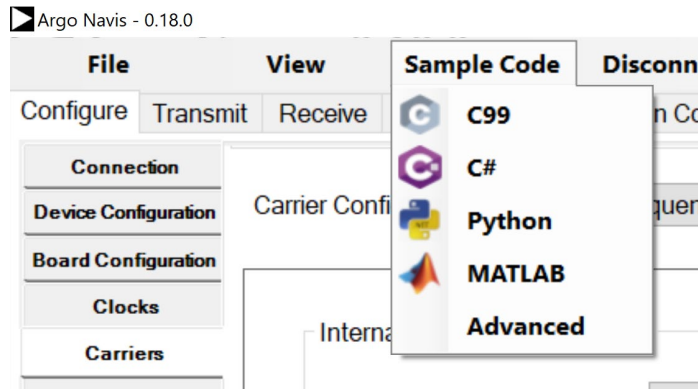 Argo Navis - 0.18.0
File View Sample Code Disconn
Configure Transmit Receive n Co
C99
Connection
C#
Device Configuration Carrier Confi quen
Python
Board Configuration
MATLAB
Clocks
Interna
Advanced
Carriers